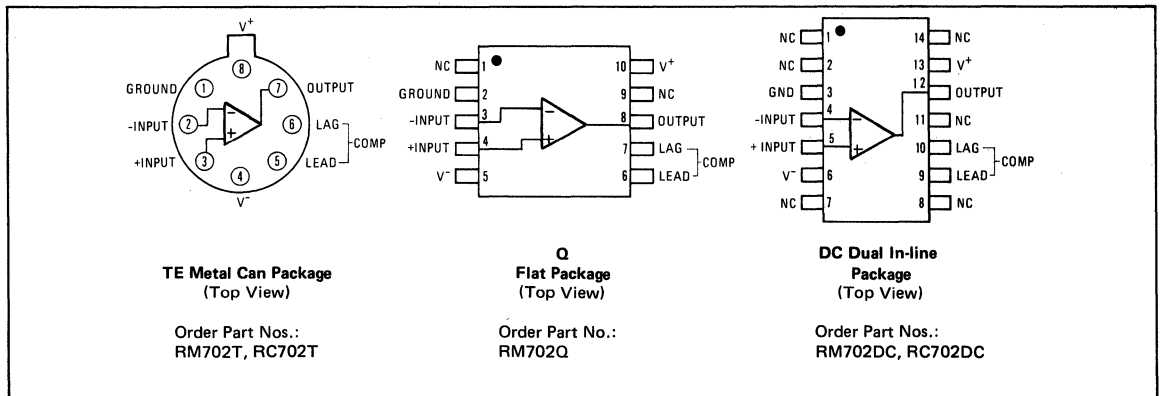 V+
8
GROUND 1 7 OUTPUT
-INPUT 2 − 6 LAG
+INPUT 3 + 5 LEAD COMP
4
V-
TE Metal Can Package
(Top View)
Order Part Nos.:
RM702T, RC702T
NC 1 10 V+
GROUND 2 9 NC
-INPUT 3 − 8 OUTPUT
+INPUT 4 + 7 LAG
V- 5 6 LEAD COMP
Q
Flat Package
(Top View)
Order Part No.:
RM702Q
NC 1 14 NC
NC 2 13 V+
GND 3 12 OUTPUT
-INPUT 4 − 11 NC
+INPUT 5 + 10 LAG
V- 6 9 LEAD COMP
NC 7 8 NC
DC Dual In-line
Package
(Top View)
Order Part Nos.:
RM702DC, RC702DC